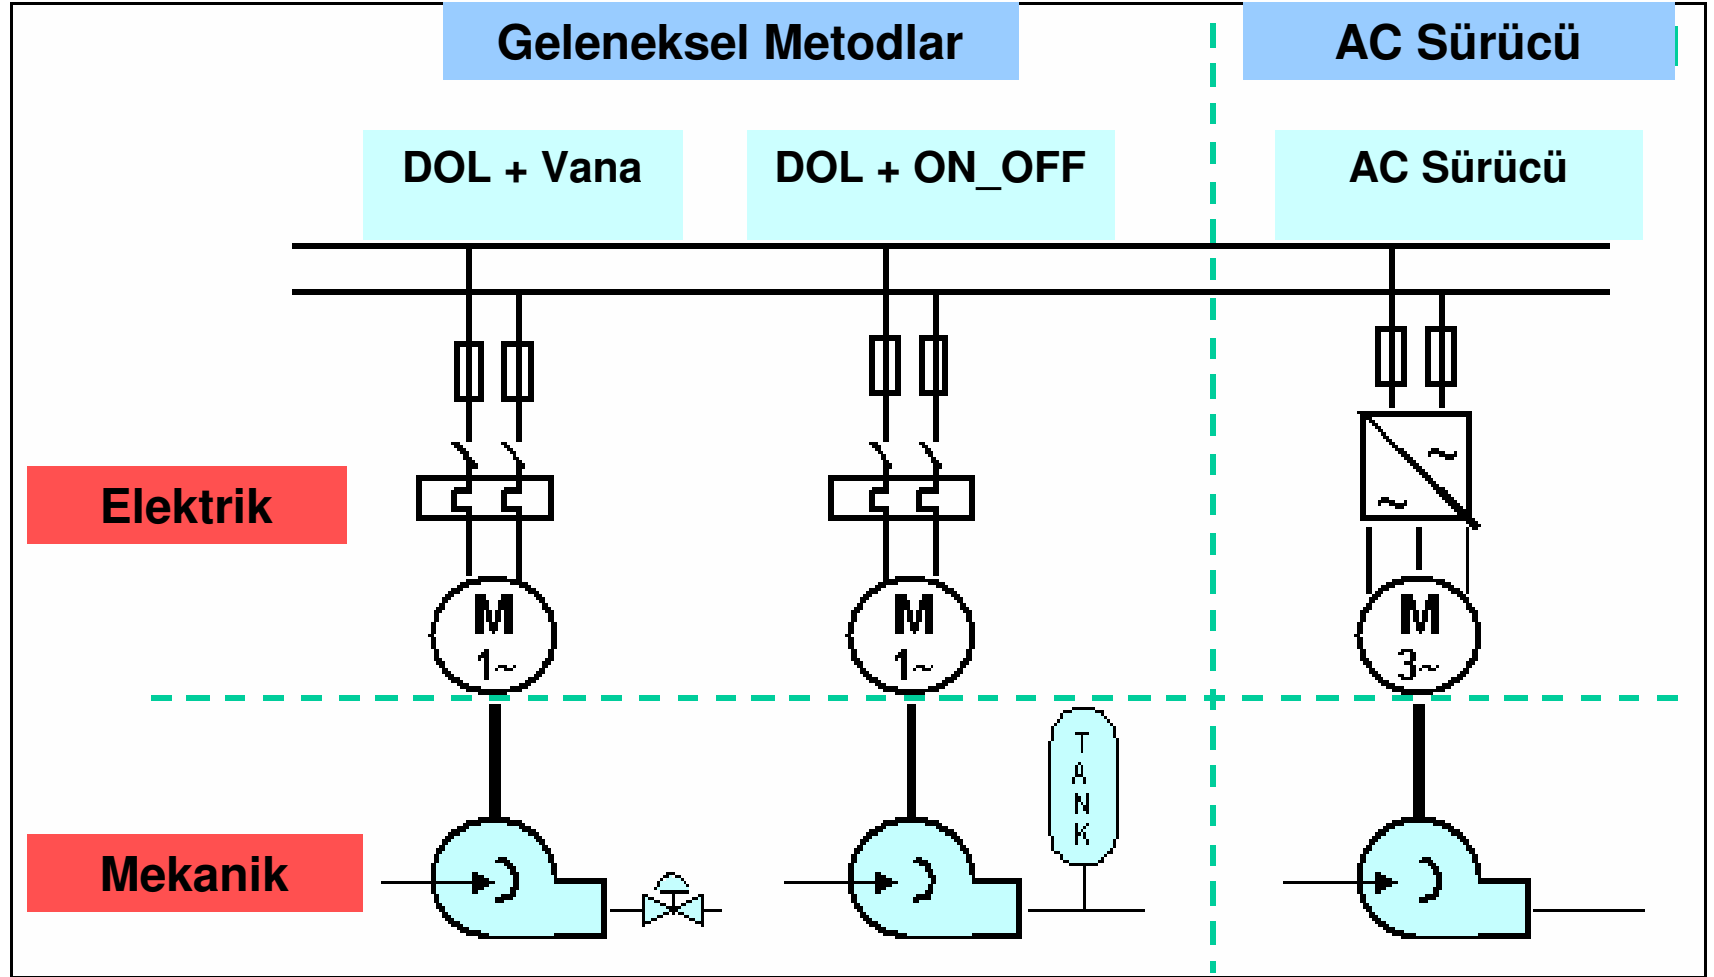 Geleneksel Metodlar
AC Sürücü
DOL + Vana
DOL + ON_OFF
AC Sürücü
Elektrik
M
1~
M
1~
~
~
M
3~
TANK
Mekanik